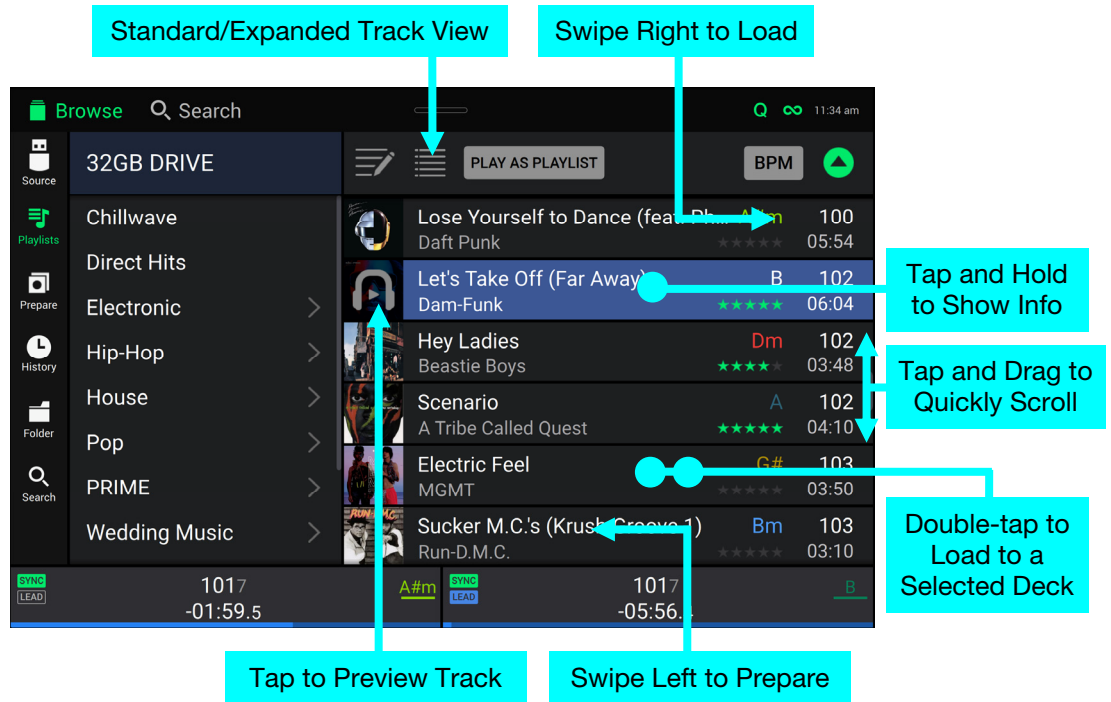 Standard/Expanded Track View
Swipe Right to Load
Browse
Search
Q
11:34 am
Source
32GB DRIVE
PLAY AS PLAYLIST
BPM
Playlists
Prepare
History
Folder
Search
Chillwave
Direct Hits
Electronic
Hip-Hop
House
Pop
PRIME
Wedding Music
Lose Yourself to Dance (feat. Ph... A#m 100
Daft Punk 05:54
Let's Take Off (Far Away) B 102
Dam-Funk 06:04
Hey Ladies Dm 102
Beastie Boys 03:48
Scenario A 102
A Tribe Called Quest 04:10
Electric Feel G# 103
MGMT 03:50
Sucker M.C.'s (Krush Groove 1) Bm 103
Run-D.M.C. 03:10
RUN-DMC
Tap and Hold
to Show Info
Tap and Drag to
Quickly Scroll
Double-tap to
Load to a
Selected Deck
SYNC
LEAD
1017
-01:59.5
A#m
SYNC
LEAD
1017
-05:56.
B
Tap to Preview Track
Swipe Left to Prepare